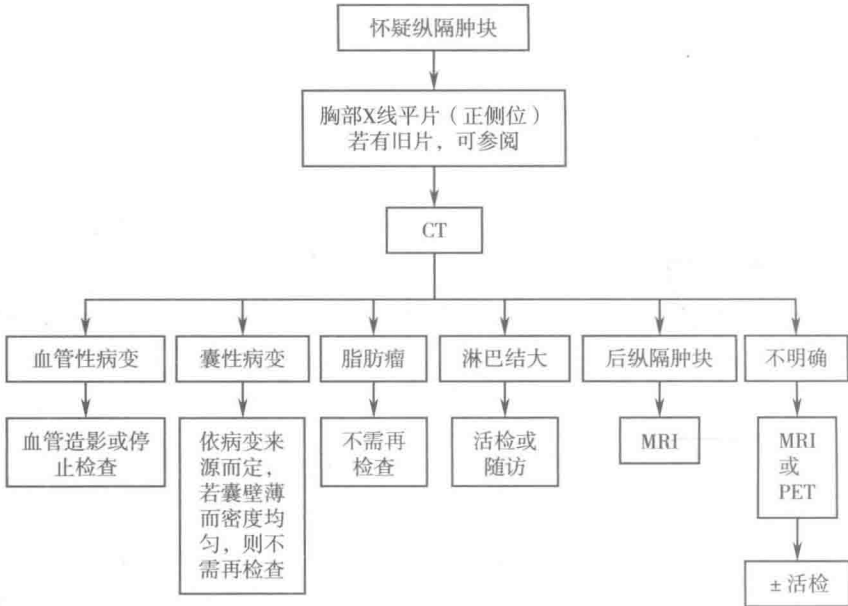 怀疑纵隔肿块
胸部X线平片（正侧位）
若有旧片，可参阅
CT
血管性病变
囊性病变
脂肪瘤
淋巴结大
后纵隔肿块
不明确
血管造影或停
止检查
依病变来
源而定，
若囊壁薄
而密度均
匀，则不
需再检查
不需再
检查
活检或
随访
MRI
MRI
或
PET
±活检